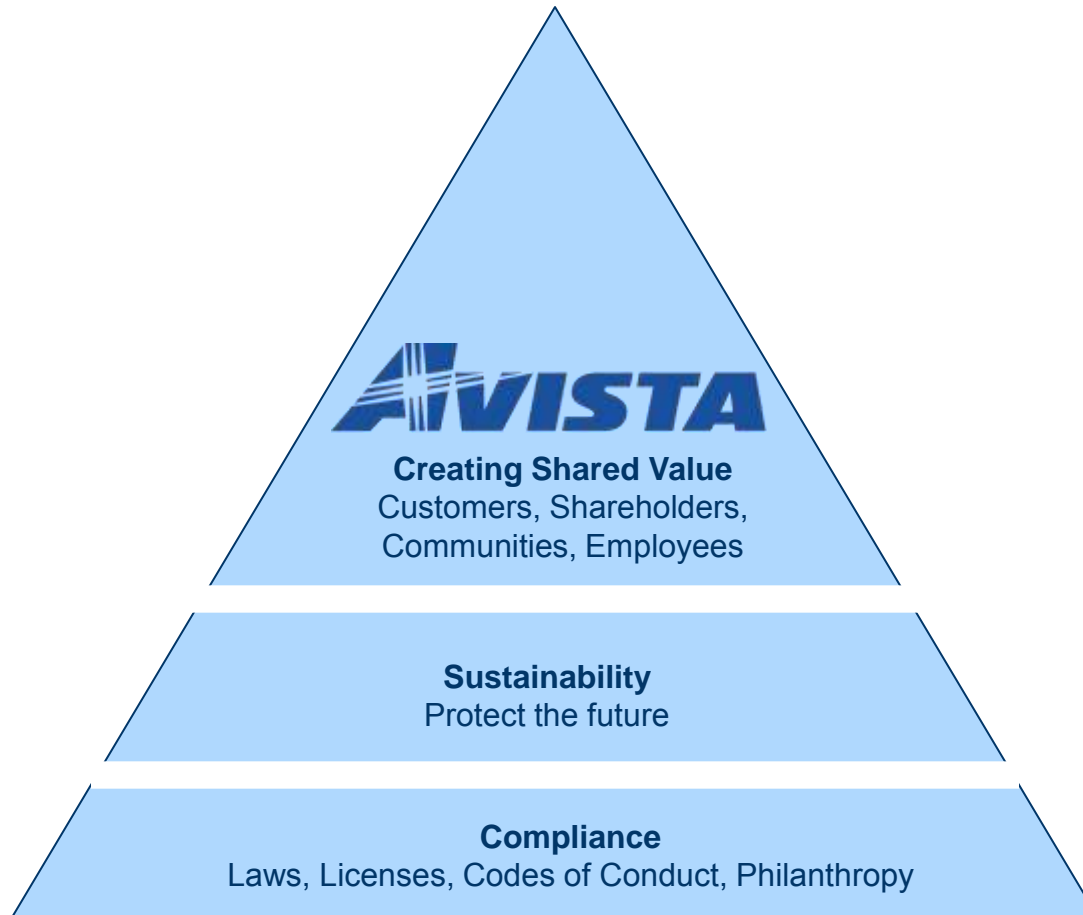 AVISTA
Creating Shared Value
Customers, Shareholders,
Communities, Employees
Sustainability
Protect the future
Compliance
Laws, Licenses, Codes of Conduct, Philanthropy